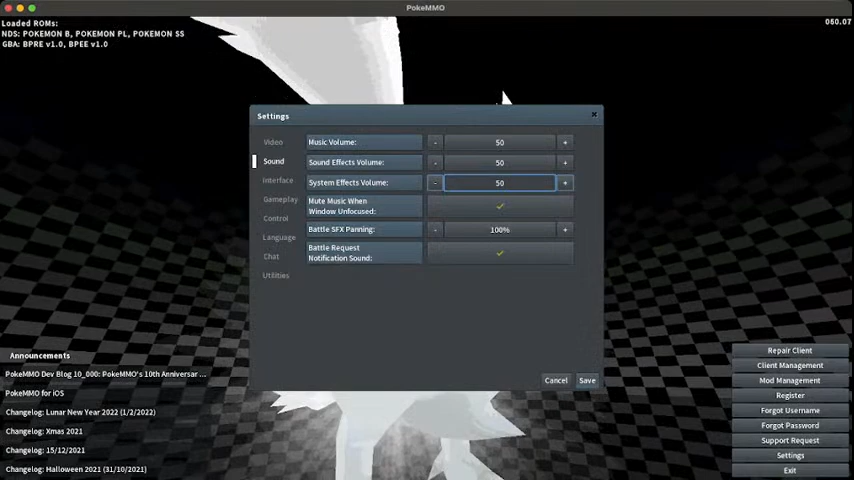 PokeMMO
Loaded ROMs:
NDS: POKEMON B, POKEMON PL, POKEMON SS
GBA: BPRE v1.0, BPEE v1.0
060.07
Settings
x
Video
Sound
Interface
Gameplay
Control
Language
Chat
Utilities
Music Volume:
- 50 +
Sound Effects Volume:
- 50 +
System Effects Volume:
- 50 +
Mute Music When
Window Unfocused:
Battle SFX Panning:
- 100% +
Battle Request
Notification Sound:
Cancel
Save
Announcements
PokeMMO Dev Blog 10_000: PokeMMO's 10th Anniversar ...
PokeMMO for iOS
Changelog: Lunar New Year 2022 (1/2/2022)
Changelog: Xmas 2021
Changelog: 15/12/2021
Changelog: Halloween 2021 (31/10/2021)
Repair Client
Client Management
Mod Management
Register
Forgot Username
Forgot Password
Support Request
Settings
Exit